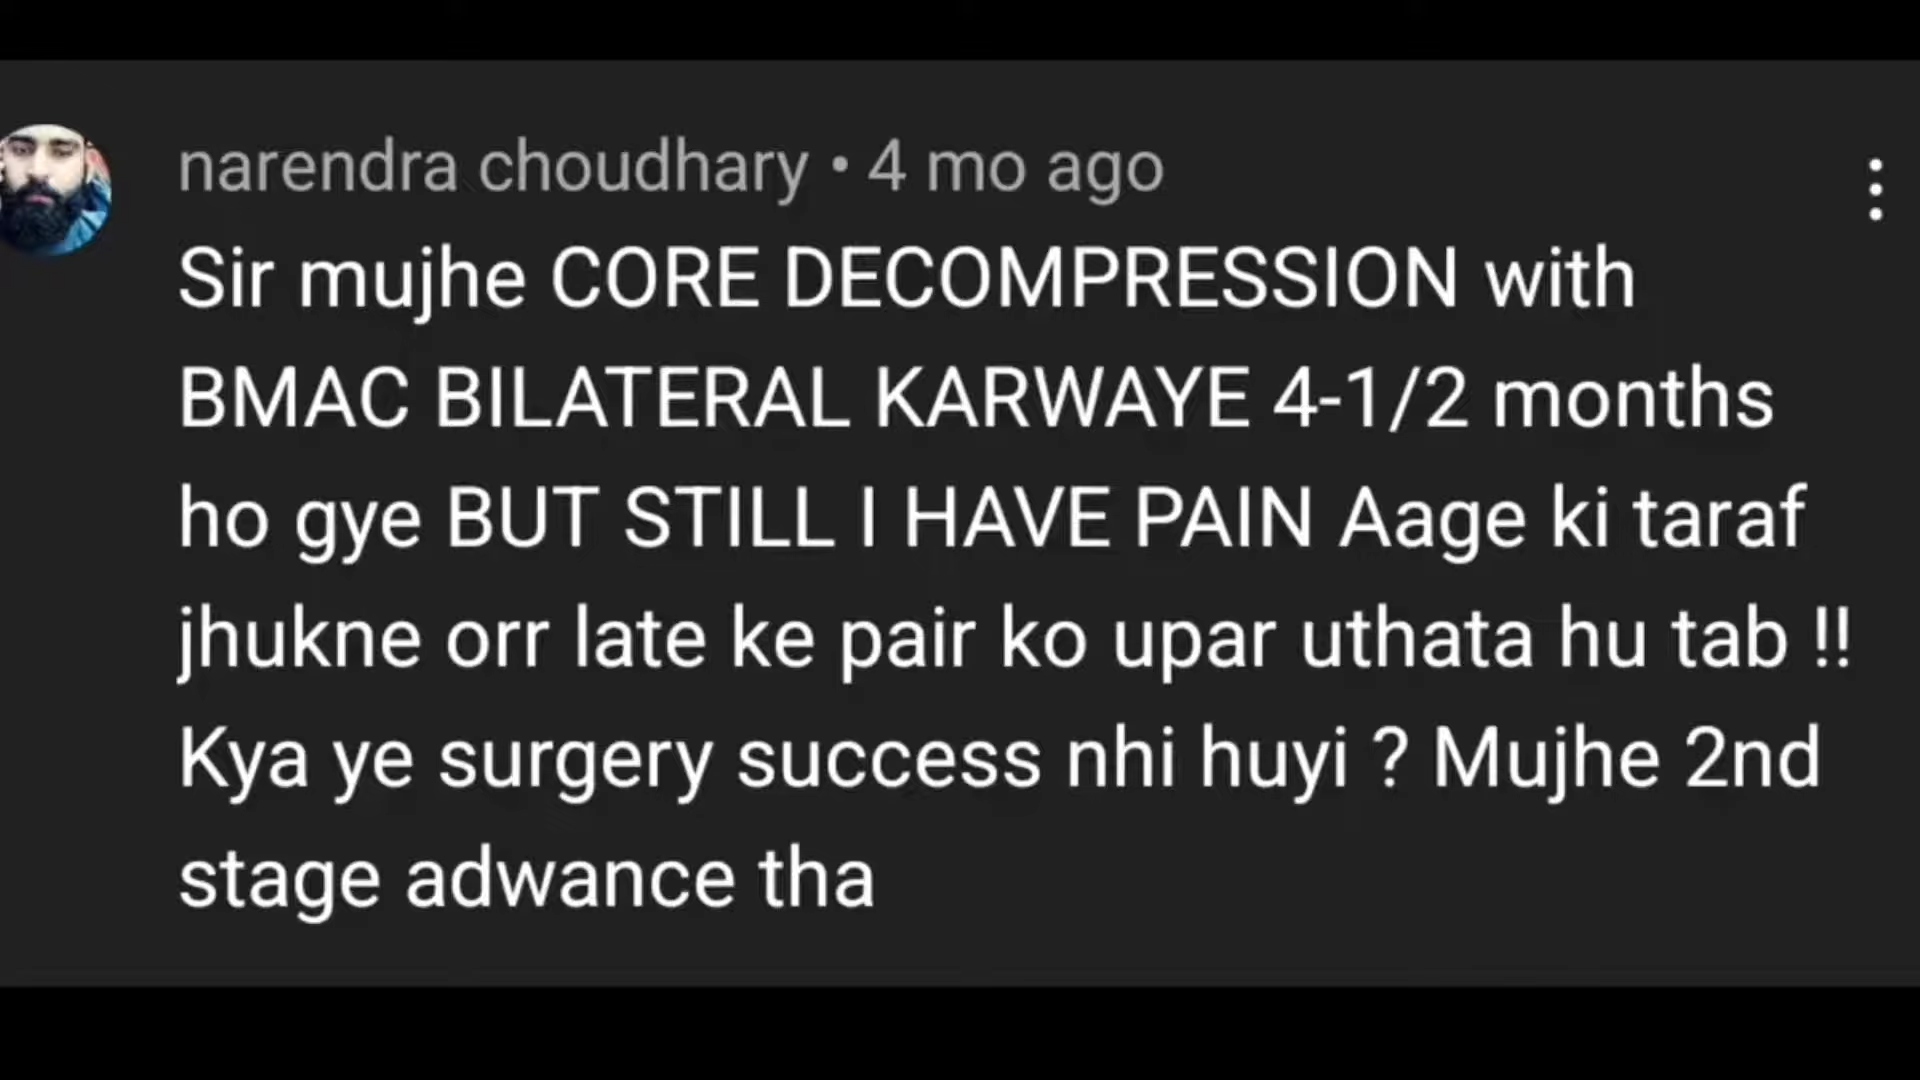 narendra choudhary • 4 mo ago
Sir mujhe CORE DECOMPRESSION with
BMAC BILATERAL KARWAYE 4-1/2 months
ho gye BUT STILL I HAVE PAIN Aage ki taraf
jhukne orr late ke pair ko upar uthata hu tab !!
Kya ye surgery success nhi huyi ? Mujhe 2nd
stage adwance tha